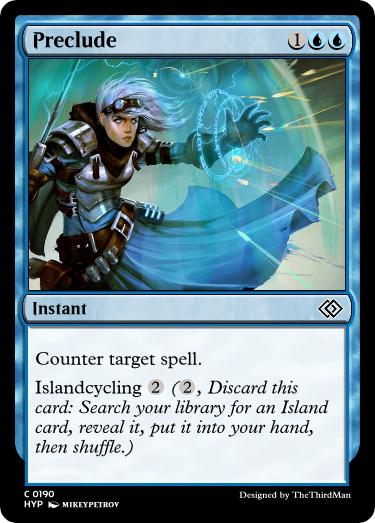 Preclude 1
Instant
Counter target spell.
Islandcycling 2 (2, Discard this
card: Search your library for an Island
card, reveal it, put it into your hand,
then shuffle.)
C 0190
HYP MIKEYPETROV
Designed by TheThirdMan